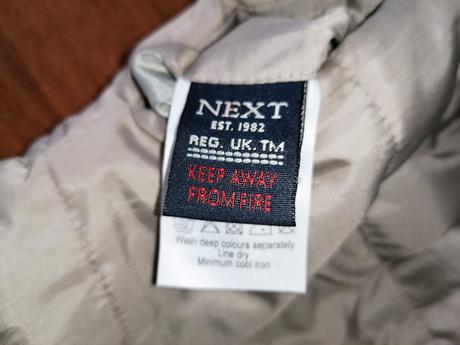 NEXT
EST. 1982
REG. UK. TM
KEEP AWAY
FROM FIRE
Wash deep colours separately
Line dry
Minimum cool iron